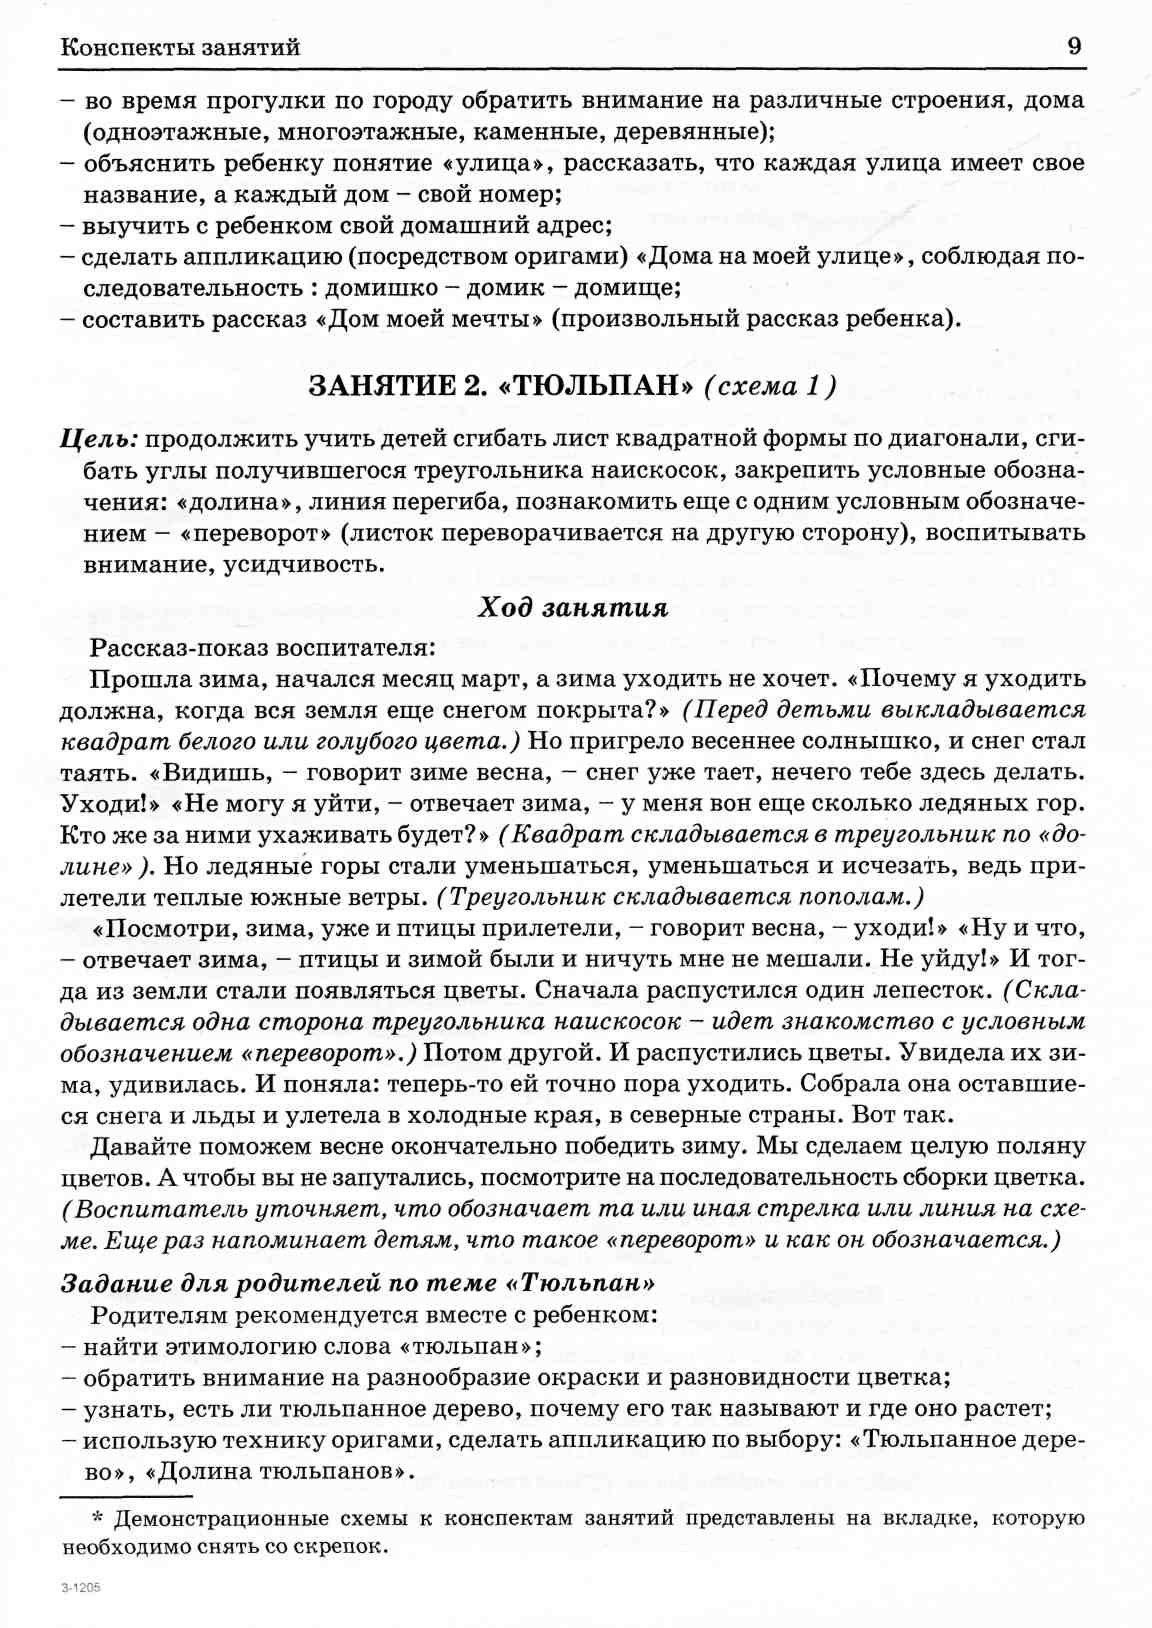 Конспекты занятий 9
– во время прогулки по городу обратить внимание на различные строения, дома
(одноэтажные, многоэтажные, каменные, деревянные);
– объяснить ребенку понятие «улица», рассказать, что каждая улица имеет свое
название, а каждый дом – свой номер;
– выучить с ребенком свой домашний адрес;
– сделать аппликацию (посредством оригами) «Дома на моей улице», соблюдая по-
следовательность : домишко – домик – домище;
– составить рассказ «Дом моей мечты» (произвольный рассказ ребенка).
ЗАНЯТИЕ 2. «ТЮЛЬПАН» (схема 1)
Цель: продолжить учить детей сгибать лист квадратной формы по диагонали, сги-
бать углы получившегося треугольника наискосок, закрепить условные обозна-
чения: «долина», линия перегиба, познакомить еще с одним условным обозначе-
нием – «переворот» (листок переворачивается на другую сторону), воспитывать
внимание, усидчивость.
Ход занятия
Рассказ-показ воспитателя:
Прошла зима, начался месяц март, а зима уходить не хочет. «Почему я уходить
должна, когда вся земля еще снегом покрыта?» (Перед детьми выкладывается
квадрат белого или голубого цвета.) Но пригрело весеннее солнышко, и снег стал
таять. «Видишь, – говорит зиме весна, – снег уже тает, нечего тебе здесь делать.
Уходи!» «Не могу я уйти, – отвечает зима, – у меня вон еще сколько ледяных гор.
Кто же за ними ухаживать будет?» (Квадрат складывается в треугольник по «до-
лине»). Но ледяные горы стали уменьшаться, уменьшаться и исчезать, ведь при-
летели теплые южные ветры. (Треугольник складывается пополам.)
«Посмотри, зима, уже и птицы прилетели, – говорит весна, – уходи!» «Ну и что,
– отвечает зима, – птицы и зимой были и ничуть мне не мешали. Не уйду!» И тог-
да из земли стали появляться цветы. Сначала распустился один лепесток. (Скла-
дывается одна сторона треугольника наискосок – идет знакомство с условным
обозначением «переворот».) Потом другой. И распустились цветы. Увидела их зи-
ма, удивилась. И поняла: теперь-то ей точно пора уходить. Собрала она оставшие-
ся снега и льды и улетела в холодные края, в северные страны. Вот так.
Давайте поможем весне окончательно победить зиму. Мы сделаем целую поляну
цветов. А чтобы вы не запутались, посмотрите на последовательность сборки цветка.
(Воспитатель уточняет, что обозначает та или иная стрелка или линия на схе-
ме. Еще раз напоминает детям, что такое «переворот» и как он обозначается.)
Задание для родителей по теме «Тюльпан»
Родителям рекомендуется вместе с ребенком:
– найти этимологию слова «тюльпан»;
– обратить внимание на разнообразие окраски и разновидности цветка;
– узнать, есть ли тюльпанное дерево, почему его так называют и где оно растет;
– использую технику оригами, сделать аппликацию по выбору: «Тюльпанное дере-
во», «Долина тюльпанов».
* Демонстрационные схемы к конспектам занятий представлены на вкладке, которую
необходимо снять со скрепок.
3-1205